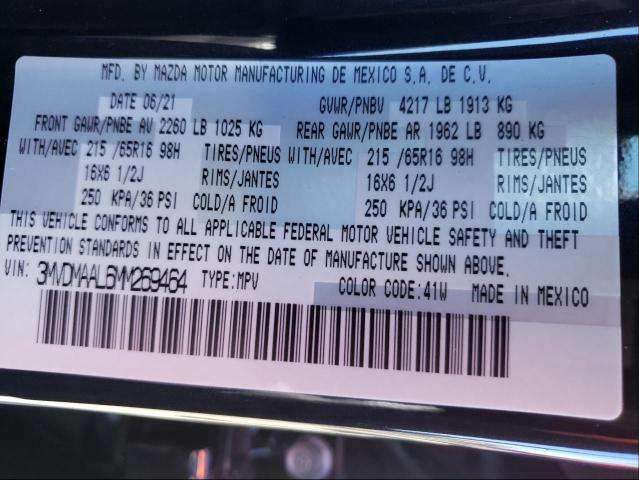 MFD. BY MAZDA MOTOR MANUFACTURING DE MEXICO S.A. DE C.V.
DATE 06/21 GVWR/PNBV 4217 LB 1913 KG
FRONT GAWR/PNBE AV 2260 LB 1025 KG REAR GAWR/PNBE AR 1962 LB 890 KG
WITH/AVEC 215 /65R16 98H TIRES/PNEUS WITH/AVEC 215 /65R16 98H TIRES/PNEUS
16X6 1/2J RIMS/JANTES 16X6 1/2J RIMS/JANTES
250 KPA/36 PSI COLD/A FROID 250 KPA/36 PSI COLD/A FROID
THIS VEHICLE CONFORMS TO ALL APPLICABLE FEDERAL MOTOR VEHICLE SAFETY AND THEFT
PREVENTION STANDARDS IN EFFECT ON THE DATE OF MANUFACTURE SHOWN ABOVE.
VIN: 3MVDMAAL6MM269464 TYPE:MPV COLOR CODE:41W MADE IN MEXICO